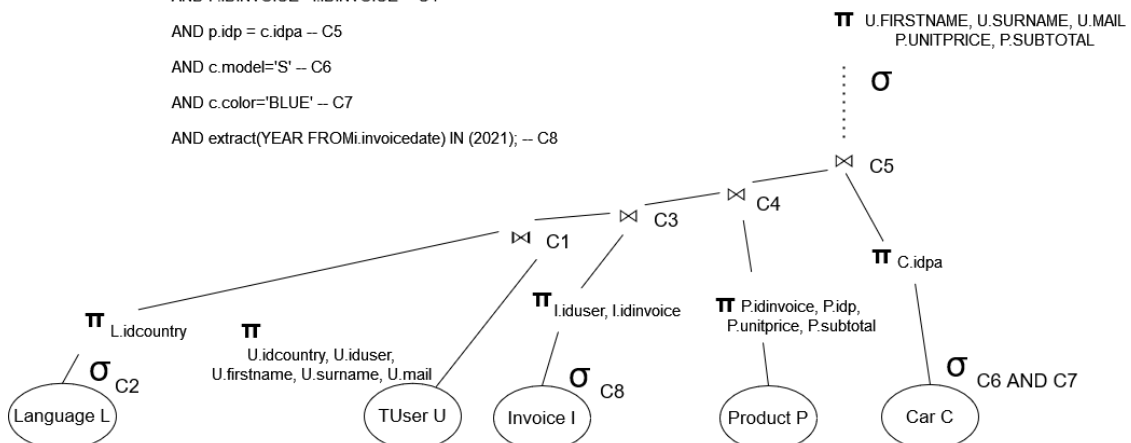 AND p.idp = c.idpa -- C5
AND c.model='S' -- C6
AND c.color='BLUE' -- C7
AND extract(YEAR FROMi.invoicedate) IN (2021); -- C8
π U.FIRSTNAME, U.SURNAME, U.MAIL
P.UNITPRICE, P.SUBTOTAL
σ
⋈ C5
⋈ C4
⋈ C3
⋈ C1
π C.idpa
π L.idcountry
π
U.idcountry, U.iduser,
U.firstname, U.surname, U.mail
π I.iduser, I.idinvoice
π P.idinvoice, P.idp,
P.unitprice, P.subtotal
σ C2
σ C8
σ C6 AND C7
Language L
TUser U
Invoice I
Product P
Car C